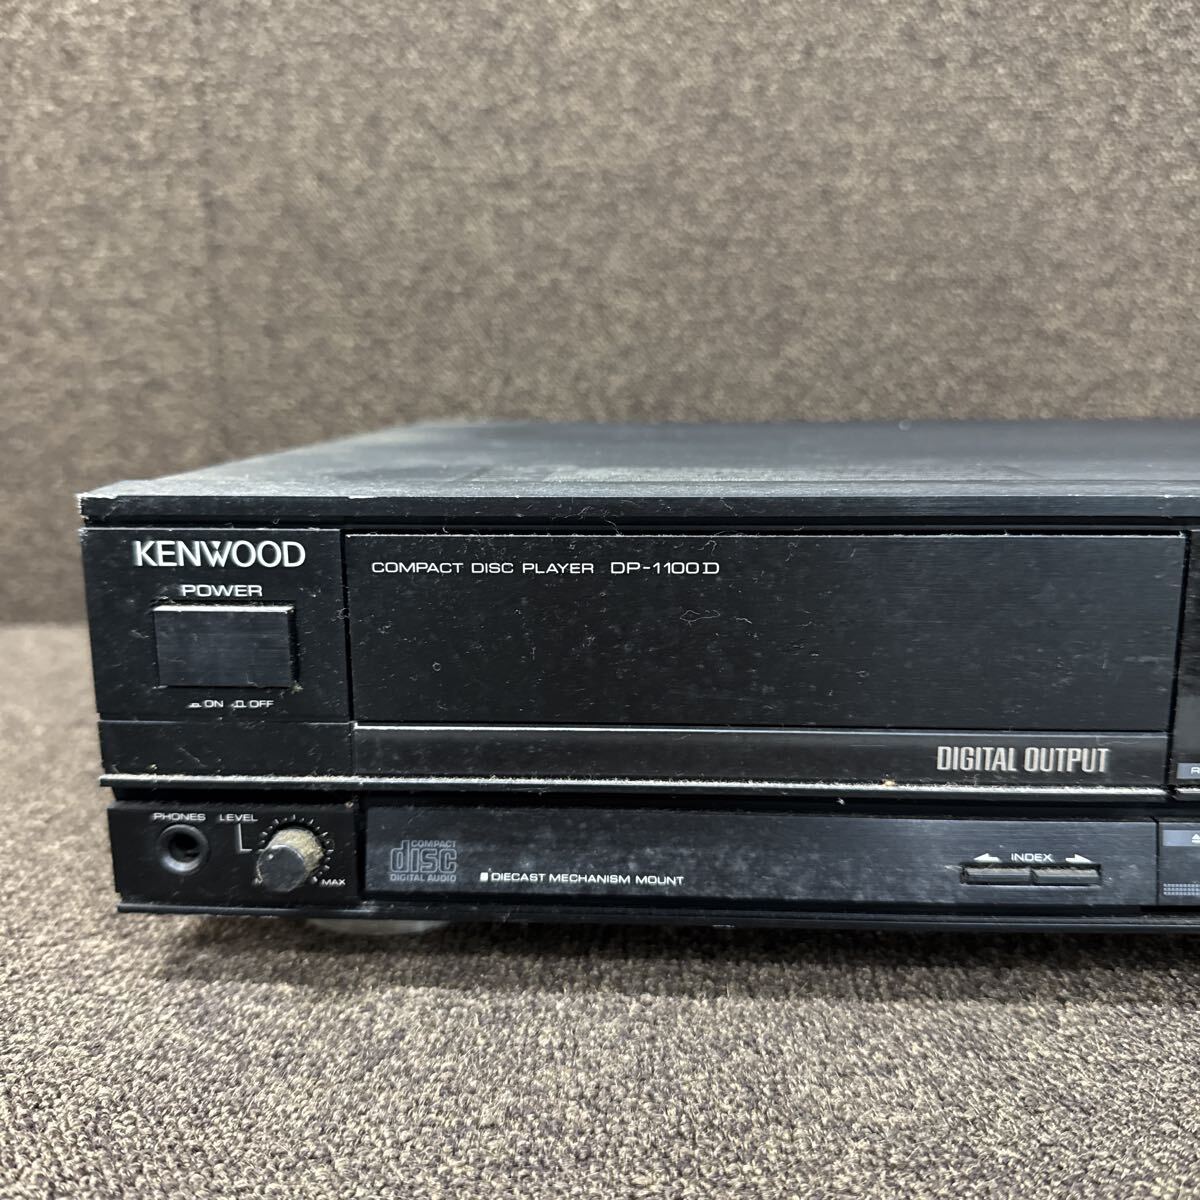 KENWOOD
POWER
ON OFF
COMPACT DISC PLAYER DP-1100D
DIGITAL OUTPUT
PHONES LEVEL
MAX
COMPACT
disc
DIGITAL AUDIO
DIECAST MECHANISM MOUNT
INDEX